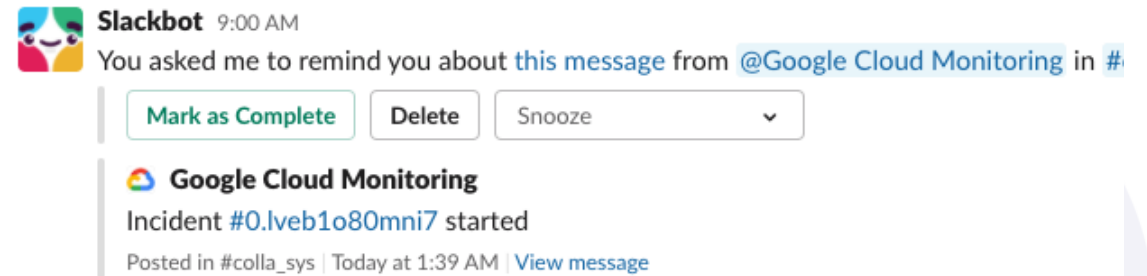 Slackbot 9:00 AM
You asked me to remind you about this message from @Google Cloud Monitoring in #
Mark as Complete Delete Snooze
Google Cloud Monitoring
Incident #0.lveb1o80mni7 started
Posted in #colla_sys | Today at 1:39 AM | View message